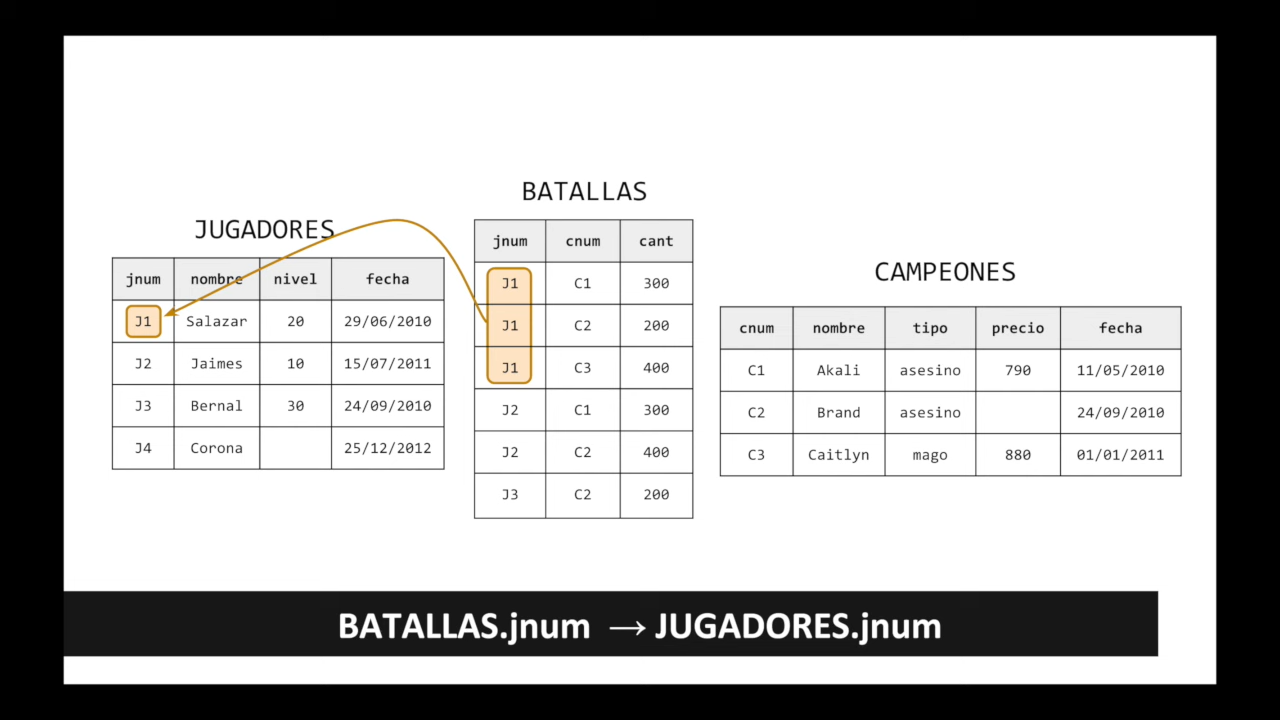 JUGADORES
jnum nombre nivel fecha
J1 Salazar 20 29/06/2010
J2 Jaimes 10 15/07/2011
J3 Bernal 30 24/09/2010
J4 Corona 25/12/2012
BATALLAS
jnum cnum cant
J1 C1 300
J1 C2 200
J1 C3 400
J2 C1 300
J2 C2 400
J3 C2 200
CAMPEONES
cnum nombre tipo precio fecha
C1 Akali asesino 790 11/05/2010
C2 Brand asesino 24/09/2010
C3 Caitlyn mago 880 01/01/2011
BATALLAS.jnum → JUGADORES.jnum